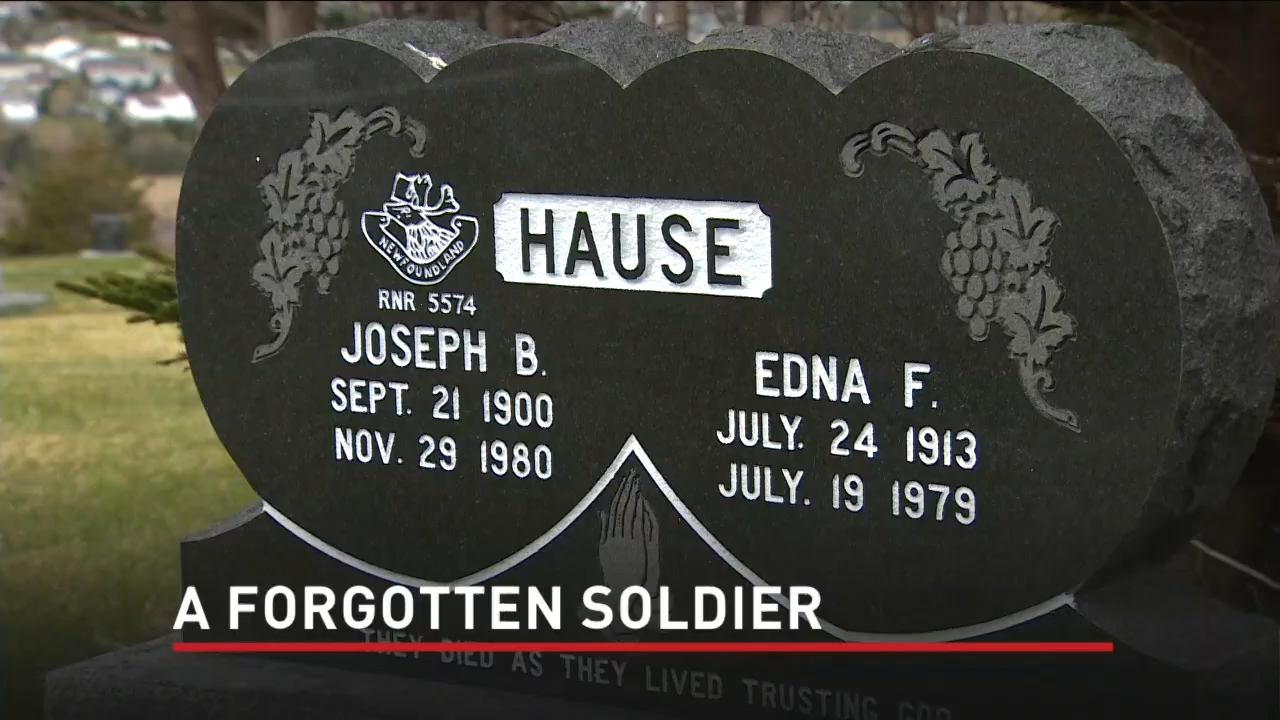 HAUSE
NEWFOUNDLAND
RNR 5574
JOSEPH B.
SEPT. 21 1900
NOV. 29 1980
EDNA F.
JULY. 24 1913
JULY. 19 1979
A FORGOTTEN SOLDIER
THEY DIED AS THEY LIVED TRUSTING GOD